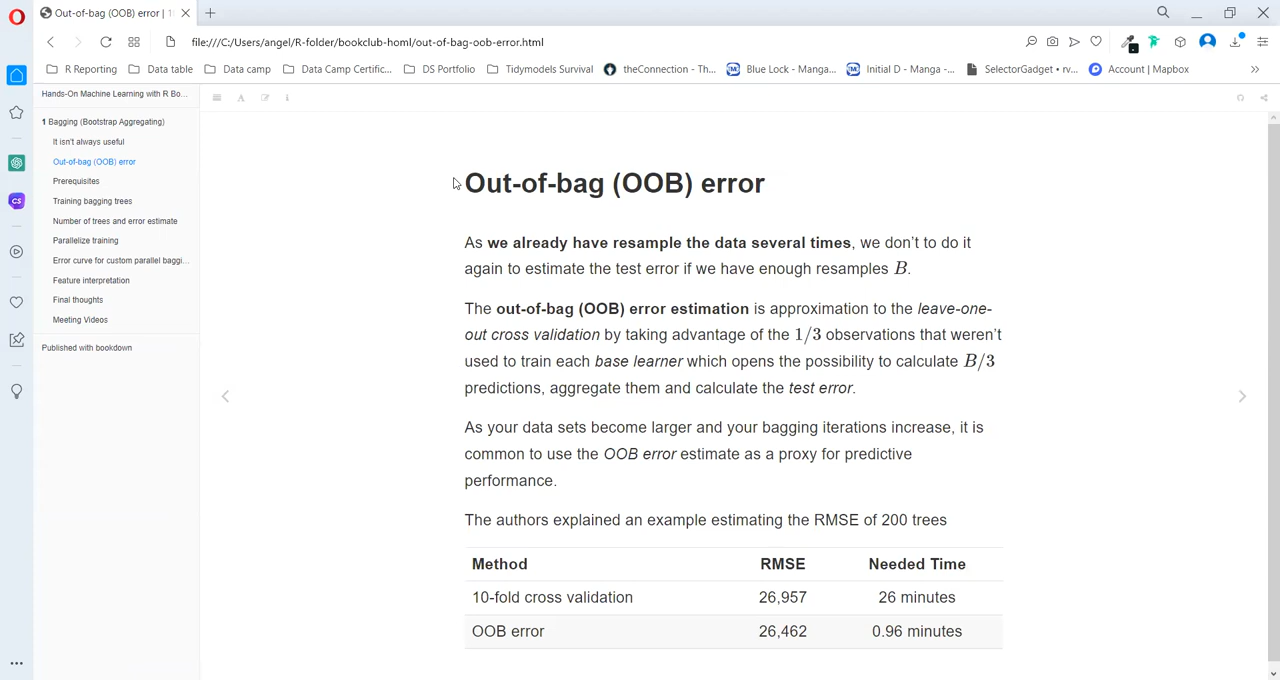 Out-of-bag (OOB) error | 1
file:///C:/Users/angel/R-folder/bookclub-homl/out-of-bag-oob-error.html
R Reporting
Data table
Data camp
Data Camp Certific...
DS Portfolio
Tidymodels Survival
theConnection - Th...
Blue Lock - Manga...
Initial D - Manga -...
SelectorGadget • rv...
Account | Mapbox
CS
Hands-On Machine Learning with R Bo...
1 Bagging (Bootstrap Aggregating)
It isn't always useful
Out-of-bag (OOB) error
Prerequisites
Training bagging trees
Number of trees and error estimate
Parallelize training
Error curve for custom parallel baggi...
Feature interpretation
Final thoughts
Meeting Videos
Published with bookdown
Out-of-bag (OOB) error
As we already have resample the data several times, we don't to do it
again to estimate the test error if we have enough resamples B.
The out-of-bag (OOB) error estimation is approximation to the leave-one-
out cross validation by taking advantage of the 1/3 observations that weren't
used to train each base learner which opens the possibility to calculate B/3
predictions, aggregate them and calculate the test error.
As your data sets become larger and your bagging iterations increase, it is
common to use the OOB error estimate as a proxy for predictive
performance.
The authors explained an example estimating the RMSE of 200 trees
Method RMSE Needed Time
10-fold cross validation 26,957 26 minutes
OOB error 26,462 0.96 minutes